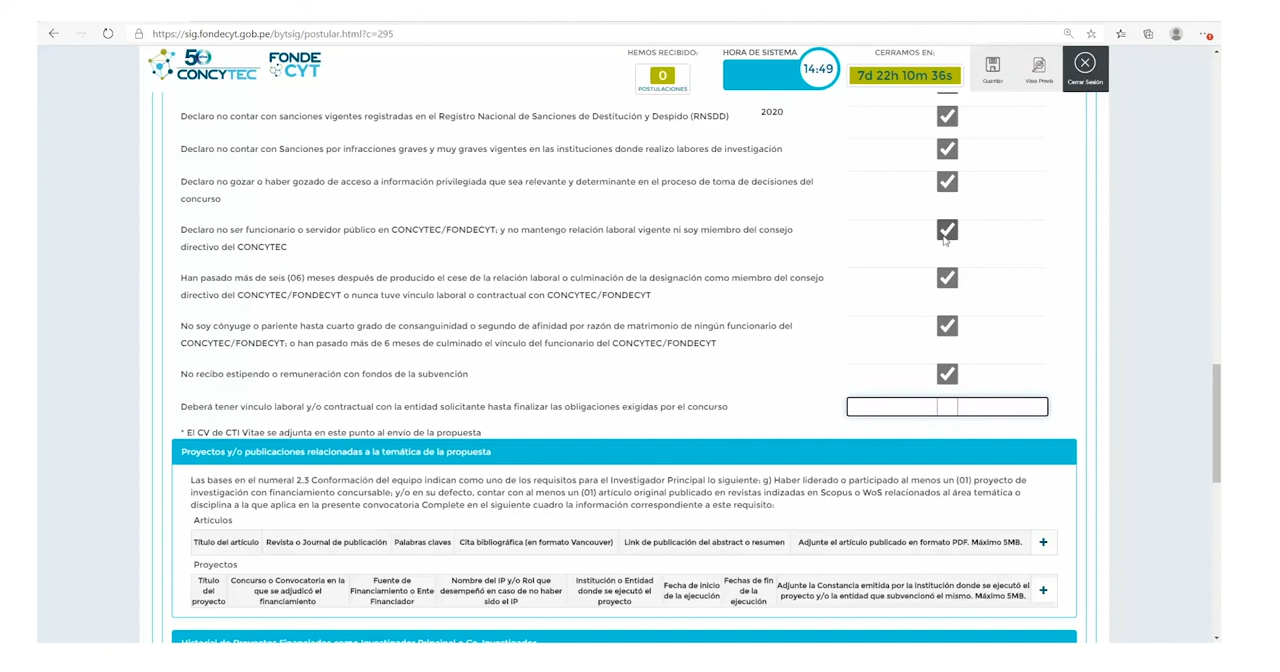 https://sig.fondecyt.gob.pe/bytsig/postular.html?c=295
50
CONCYTEC
FONDE
CYT
HEMOS RECIBIDO:
0
POSTULACIONES
HORA DE SISTEMA
14:49
CERRAMOS EN:
7d 22h 10m 36s
Guardar
Vista Previa
Cerrar Sesión
2020
Declaro no contar con sanciones vigentes registradas en el Registro Nacional de Sanciones de Destitución y Despido (RNSDD)
Declaro no contar con Sanciones por infracciones graves y muy graves vigentes en las instituciones donde realizo labores de investigación
Declaro no gozar o haber gozado de acceso a información privilegiada que sea relevante y determinante en el proceso de toma de decisiones del
concurso
Declaro no ser funcionario o servidor público en CONCYTEC/FONDECYT; y no mantengo relación laboral vigente ni soy miembro del consejo
directivo del CONCYTEC
Han pasado más de seis (06) meses después de producido el cese de la relación laboral o culminación de la designación como miembro del consejo
directivo del CONCYTEC/FONDECYT o nunca tuve vinculo laboral o contractual con CONCYTEC/FONDECYT
No soy cónyuge o pariente hasta cuarto grado de consanguinidad o segundo de afinidad por razón de matrimonio de ningún funcionario del
CONCYTEC/FONDECYT; o han pasado más de 6 meses de culminado el vínculo del funcionario del CONCYTEC/FONDECYT
No recibo estipendo o remuneración con fondos de la subvención
Deberá tener vinculo laboral y/o contractual con la entidad solicitante hasta finalizar las obligaciones exigidas por el concurso
* El CV de CTI Vitae se adjunta en este punto al envío de la propuesta
Proyectos y/o publicaciones relacionadas a la temática de la propuesta
Las bases en el numeral 2.3 Conformación del equipo indican como uno de los requisitos para el Investigador Principal lo siguiente: g) Haber liderado o participado al menos un (01) proyecto de
investigación con financiamiento concursable; y/o en su defecto, contar con al menos un (01) artículo original publicado en revistas indizadas en Scopus o WoS relacionados al área temática o
disciplina a la que aplica en la presente convocatoria Complete en el siguiente cuadro la información correspondiente a este requisito:
Artículos
Título del artículo Revista o Journal de publicación Palabras claves Cita bibliográfica (en formato Vancouver) Link de publicación del abstract o resumen Adjunte el artículo publicado en formato PDF. Máximo 5MB. +
Proyectos
Título del proyecto Concurso o Convocatoria en la que se adjudicó el financiamiento Fuente de Financiamiento o Ente Financiador Nombre del IP y/o Rol que desempeñó en caso de no haber sido el IP Institución o Entidad donde se ejecutó el proyecto Fecha de inicio de la ejecución Fechas de fin de la ejecución Adjunte la Constancia emitida por la institución donde se ejecutó el proyecto y/o la entidad que subvencionó el mismo. Máximo 5MB. +
Historial de Proyectos Financiados como Investigador Principal o Co-Investigador